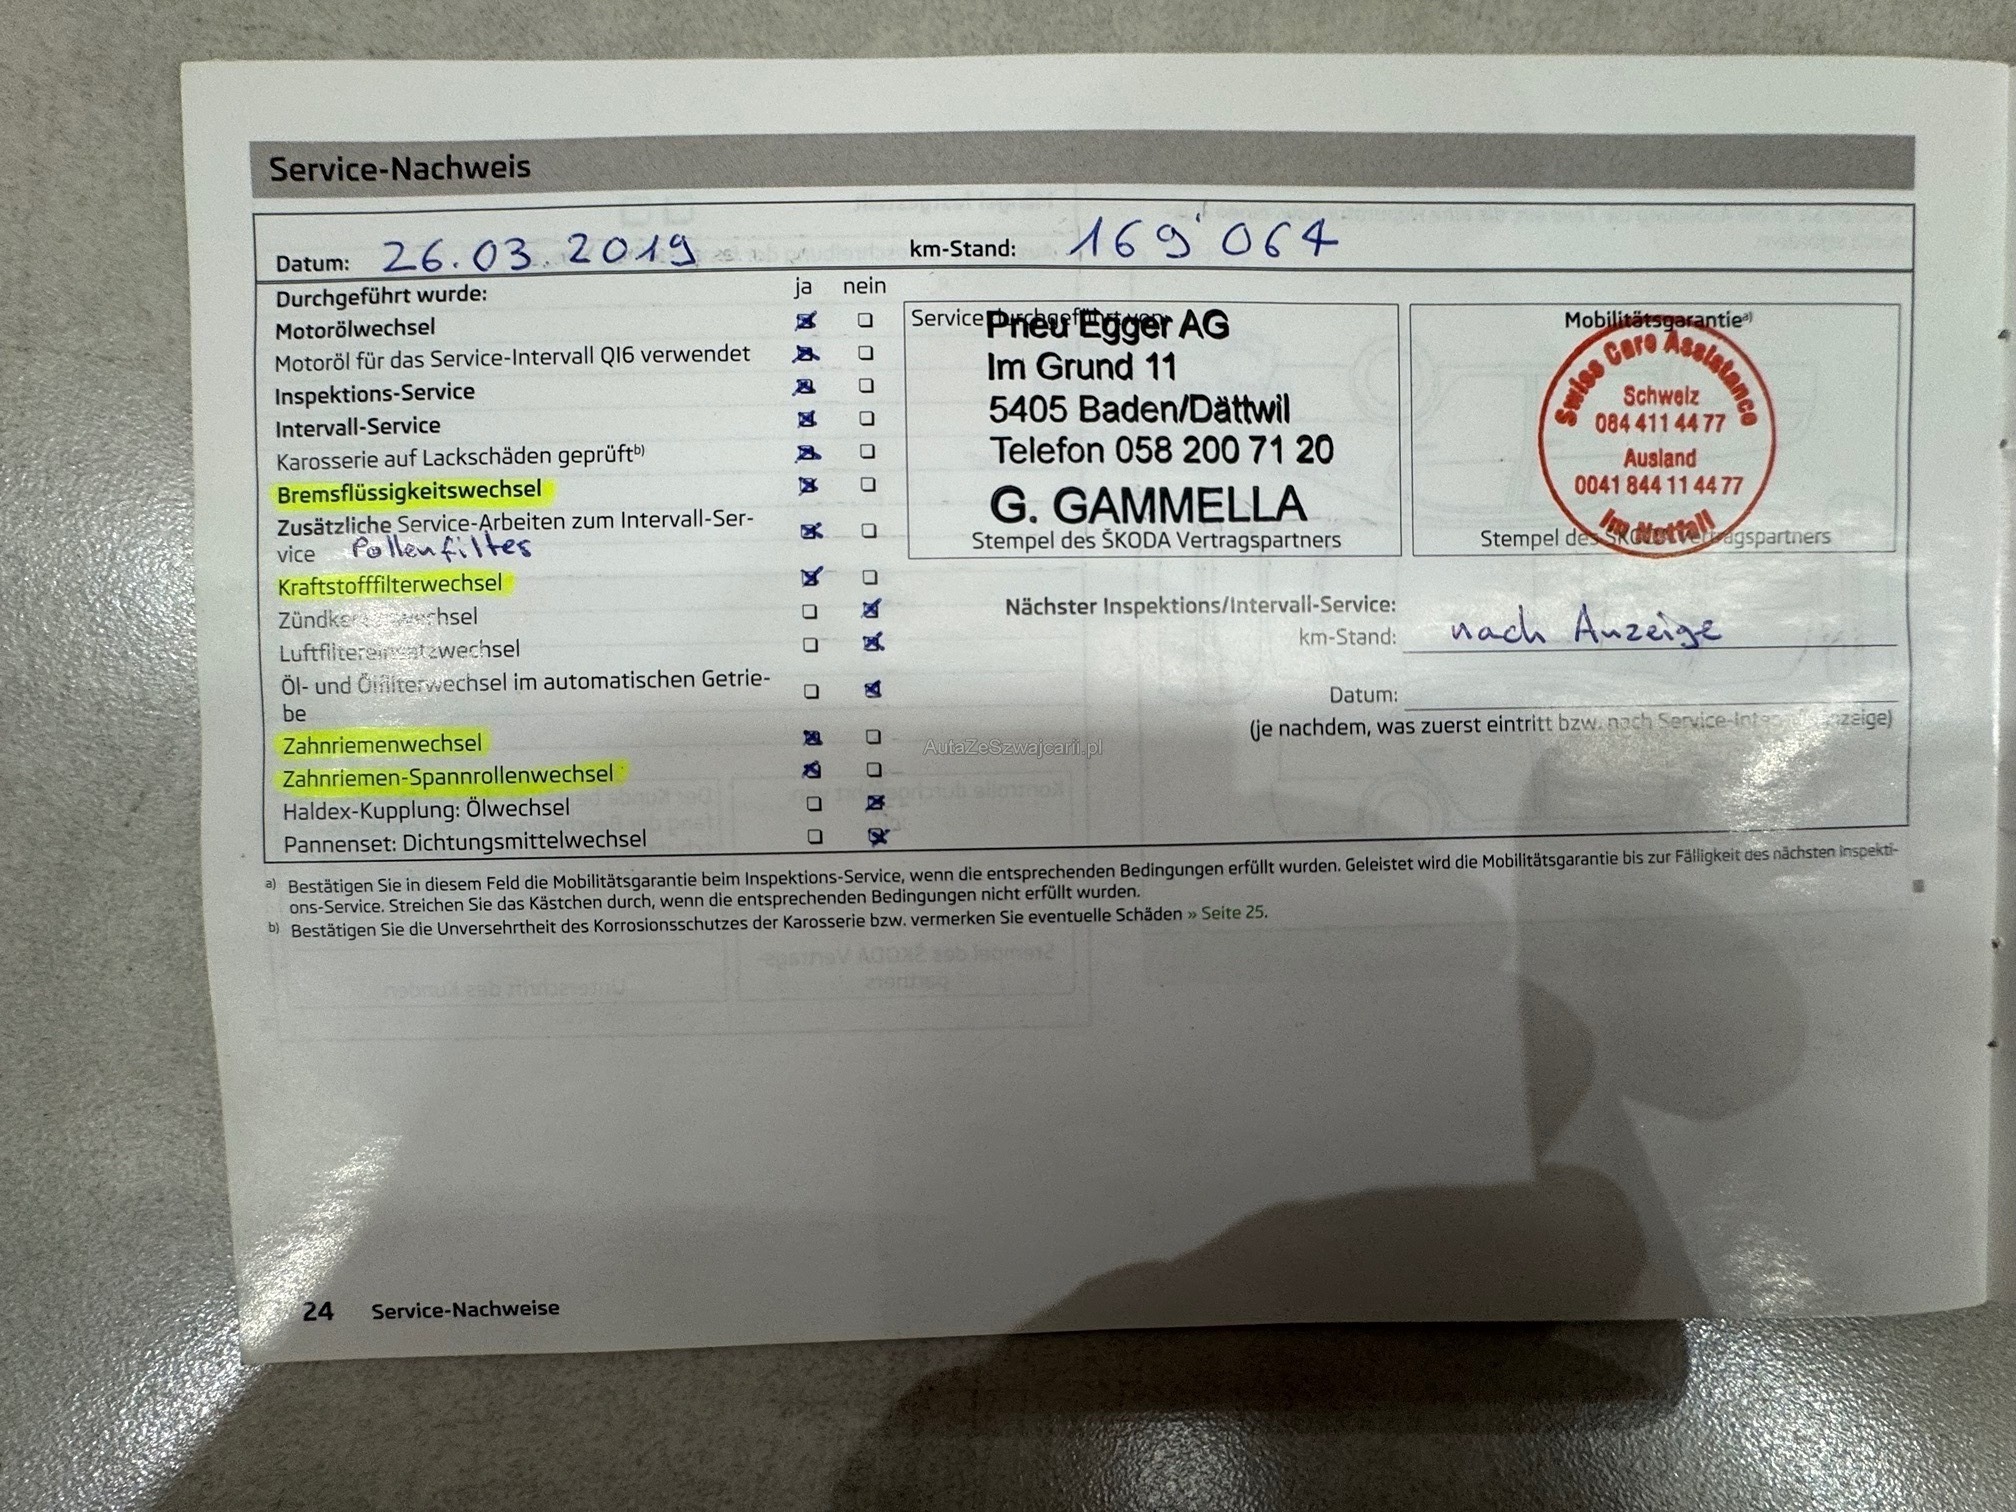 Service-Nachweis
Datum: 26.03.2019 km-Stand: 169'064
Durchgeführt wurde: ja nein
Motorölwechsel
Motoröl für das Service-Intervall QI6 verwendet
Inspektions-Service
Intervall-Service
Karosserie auf Lackschäden geprüft b)
Bremsflüssigkeitswechsel
Zusätzliche Service-Arbeiten zum Intervall-Ser-
vice Pollenfilter
Kraftstofffilterwechsel
Luftfiltereinsatzwechsel
Öl- und Ölfilterwechsel im automatischen Getrie-
be
Zahnriemenwechsel
Zahnriemen-Spannrollenwechsel
Haldex-Kupplung: Ölwechsel
Pannenset: Dichtungsmittelwechsel
Service durchgeführt von:
Pneu Egger AG
Im Grund 11
5405 Baden/Dättwil
Telefon 058 200 71 20
G. GAMMELLA
Stempel des ŠKODA Vertragspartners
Mobilitätsgarantie a)
Swiss Care Assistance
Schweiz
084 411 44 77
Ausland
0041 844 11 44 77
Im Notfall
Stempel des ŠKODA Vertragspartners
Nächster Inspektions/Intervall-Service:
km-Stand: nach Anzeige
Datum:
(je nachdem, was zuerst eintritt bzw. nach Service-Intervall-Anzeige)
AutaZeSzwajcarii.pl
a) Bestätigen Sie in diesem Feld die Mobilitätsgarantie beim Inspektions-Service, wenn die entsprechenden Bedingungen erfüllt wurden. Geleistet wird die Mobilitätsgarantie bis zur Fälligkeit des nächsten Inspekti-
ons-Service. Streichen Sie das Kästchen durch, wenn die entsprechenden Bedingungen nicht erfüllt wurden.
b) Bestätigen Sie die Unversehrtheit des Korrosionsschutzes der Karosserie bzw. vermerken Sie eventuelle Schäden » Seite 25.
24 Service-Nachweise